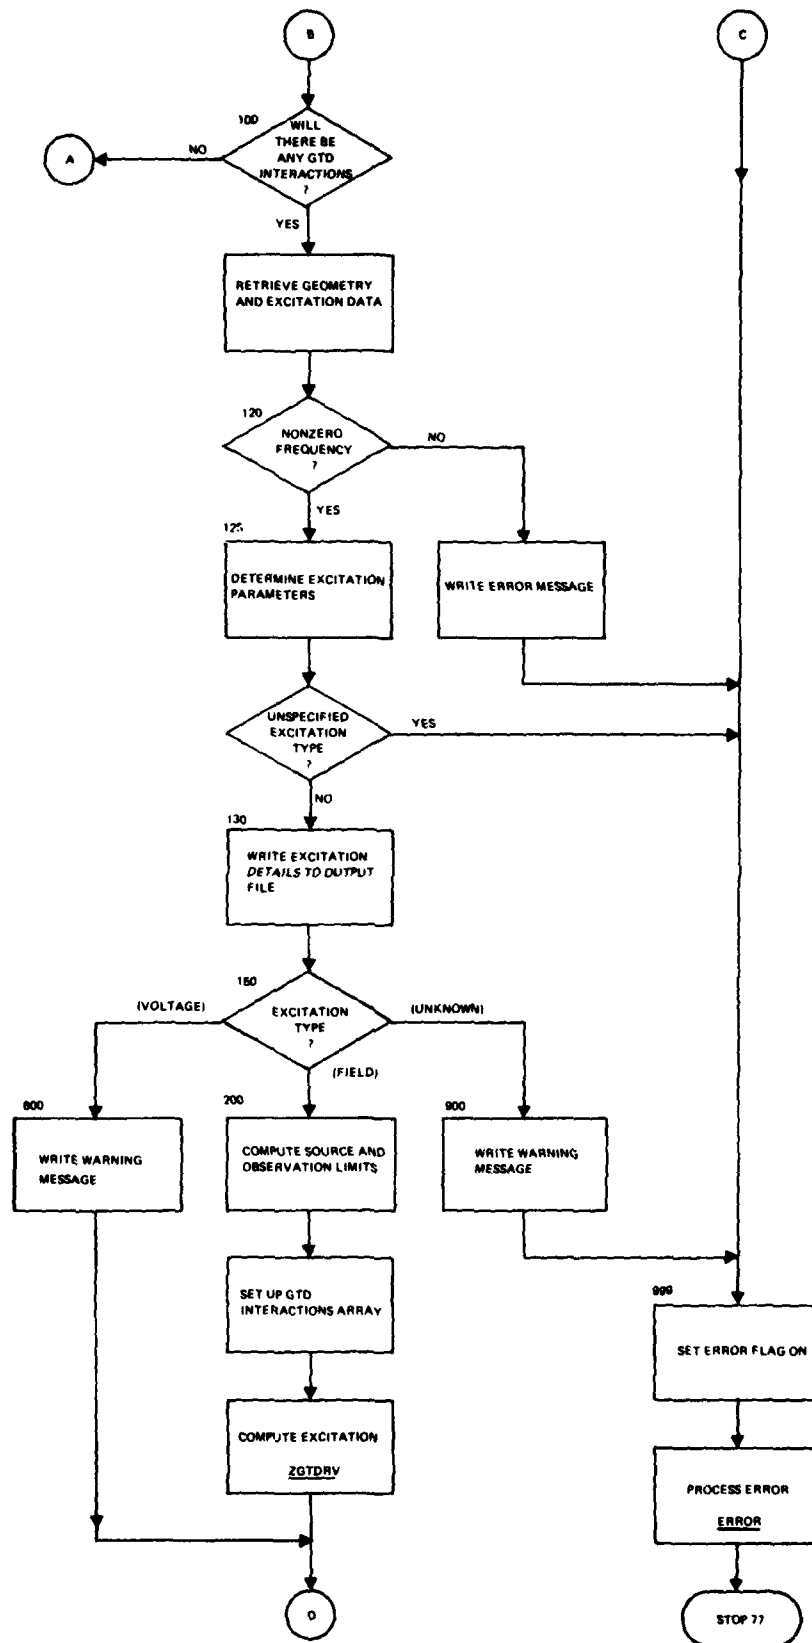 B
C
100
WILL
THERE BE
ANY GTD
INTERACTIONS
?
NO
A
YES
RETRIEVE GEOMETRY
AND EXCITATION DATA
120
NONZERO
FREQUENCY
?
NO
YES
125
DETERMINE EXCITATION
PARAMETERS
WRITE ERROR MESSAGE
UNSPECIFIED
EXCITATION
TYPE
?
YES
NO
130
WRITE EXCITATION
DETAILS TO OUTPUT
FILE
150
EXCITATION
TYPE
?
(VOLTAGE)
(UNKNOWN)
(FIELD)
800
WRITE WARNING
MESSAGE
200
COMPUTE SOURCE AND
OBSERVATION LIMITS
900
WRITE WARNING
MESSAGE
SET UP GTD
INTERACTIONS ARRAY
999
SET ERROR FLAG ON
COMPUTE EXCITATION
ZGTDRV
PROCESS ERROR
ERROR
D
STOP 77